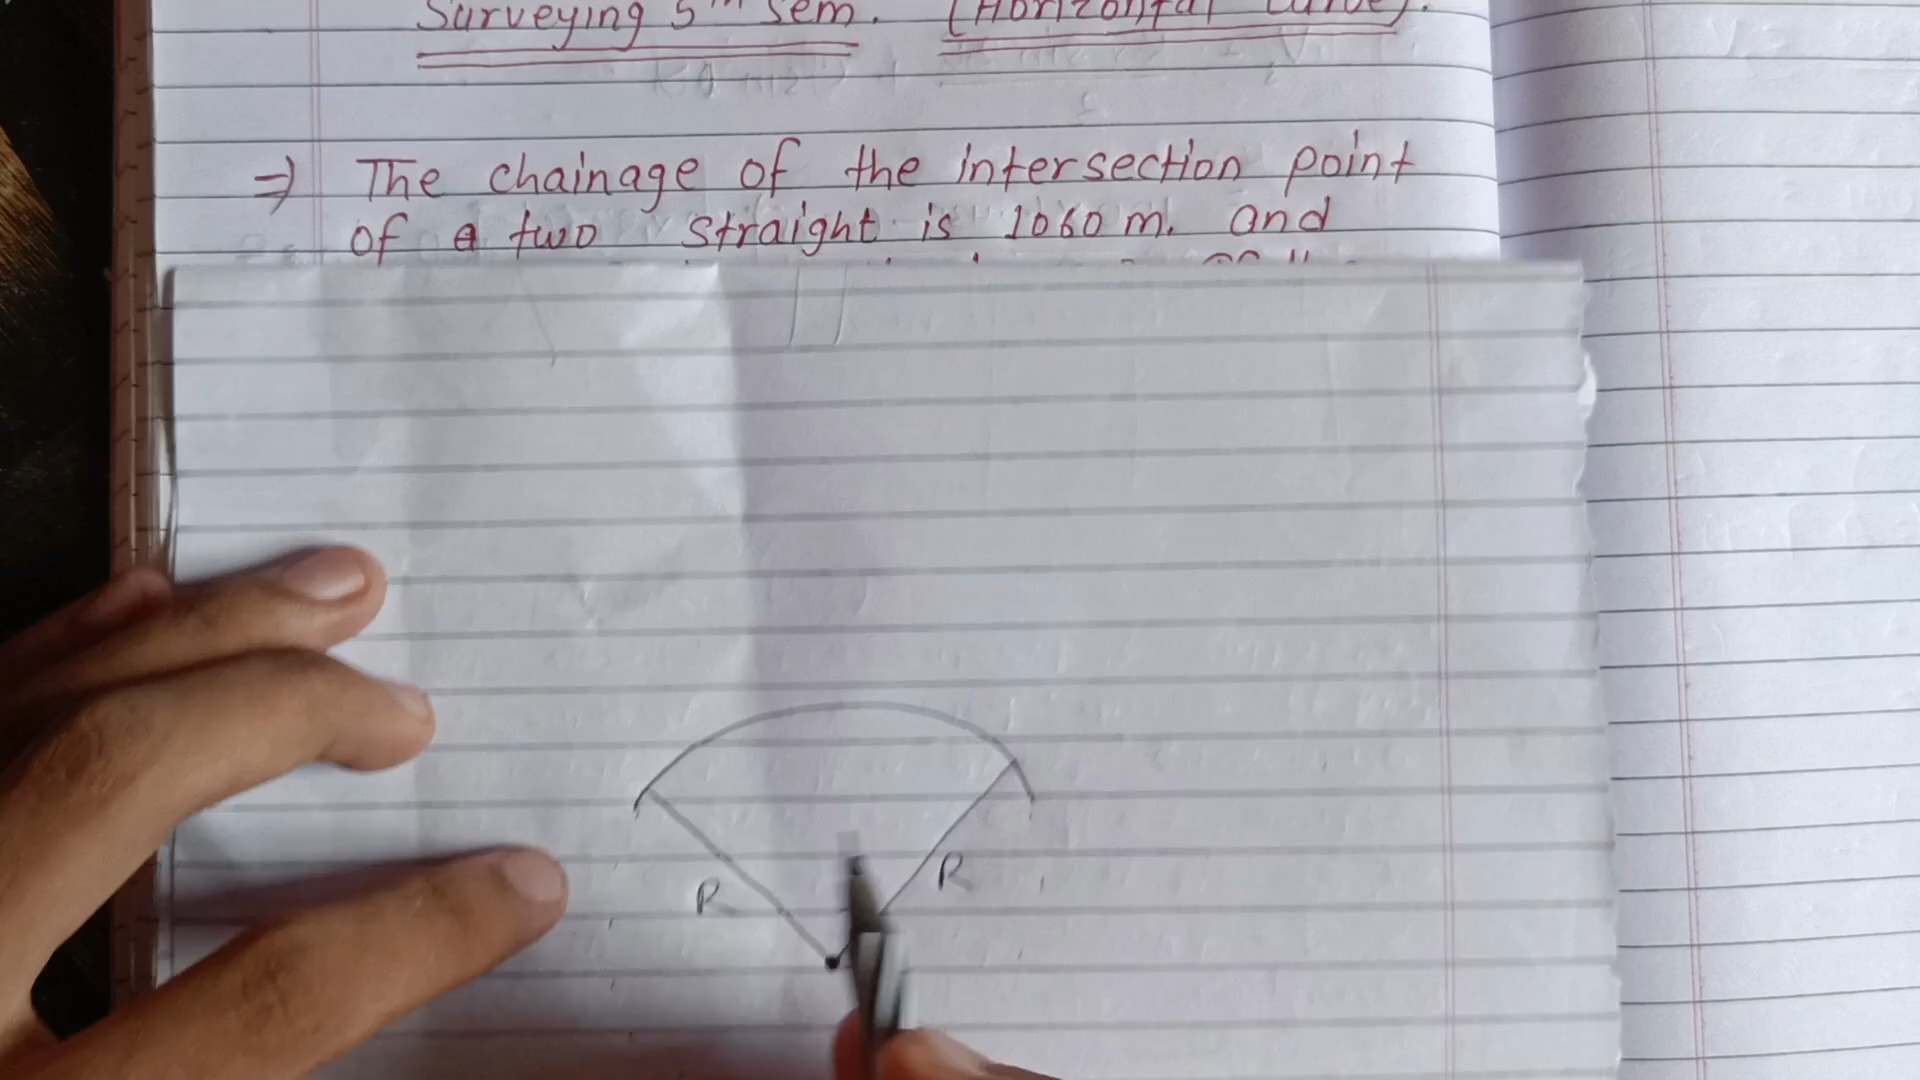 Surveying 5th Sem. (Horizontal Curve).
⇒ The chainage of the intersection point
of a two straight is 1060 m. and
R R